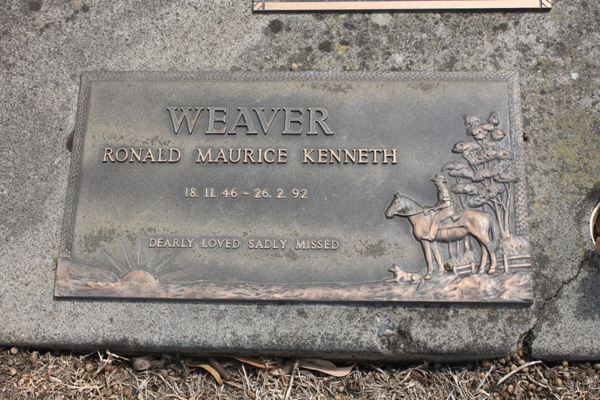 WEAVER
RONALD MAURICE KENNETH
18. 11. 46 - 26. 2. 92
DEARLY LOVED SADLY MISSED